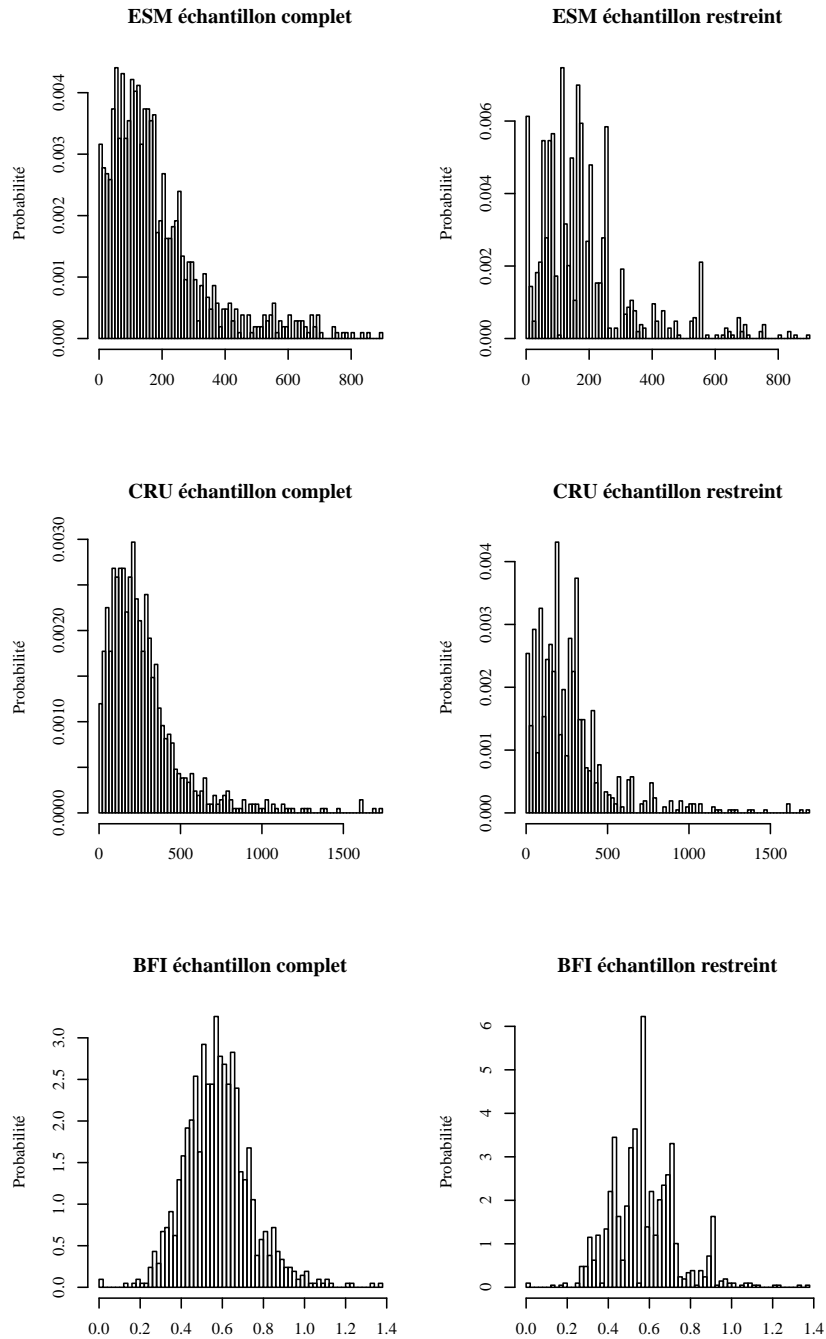 ESM échantillon complet
Probabilité
0.000 0.001 0.002 0.003 0.004
0 200 400 600 800
ESM échantillon restreint
Probabilité
0.000 0.002 0.004 0.006
0 200 400 600 800
CRU échantillon complet
Probabilité
0.0000 0.0010 0.0020 0.0030
0 500 1000 1500
CRU échantillon restreint
Probabilité
0.000 0.001 0.002 0.003 0.004
0 500 1000 1500
BFI échantillon complet
Probabilité
0.0 0.5 1.0 1.5 2.0 2.5 3.0
0.0 0.2 0.4 0.6 0.8 1.0 1.2 1.4
BFI échantillon restreint
Probabilité
0 1 2 3 4 5 6
0.0 0.2 0.4 0.6 0.8 1.0 1.2 1.4